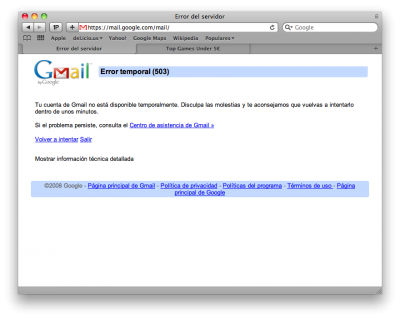 Error del servidor
https://mail.google.com/mail/
Google
Apple del.icio.us Yahoo! Google Maps Wikipedia Populares
Error del servidor Top Games Under 5€
Gmail by Google Error temporal (503)
Tu cuenta de Gmail no está disponible temporalmente. Disculpa las molestias y te aconsejamos que vuelvas a intentarlo
dentro de unos minutos.
Si el problema persiste, consulta el Centro de asistencia de Gmail »
Volver a intentar Salir
Mostrar información técnica detallada
©2008 Google - Página principal de Gmail - Política de privacidad - Políticas del programa - Términos de uso - Página
principal de Google